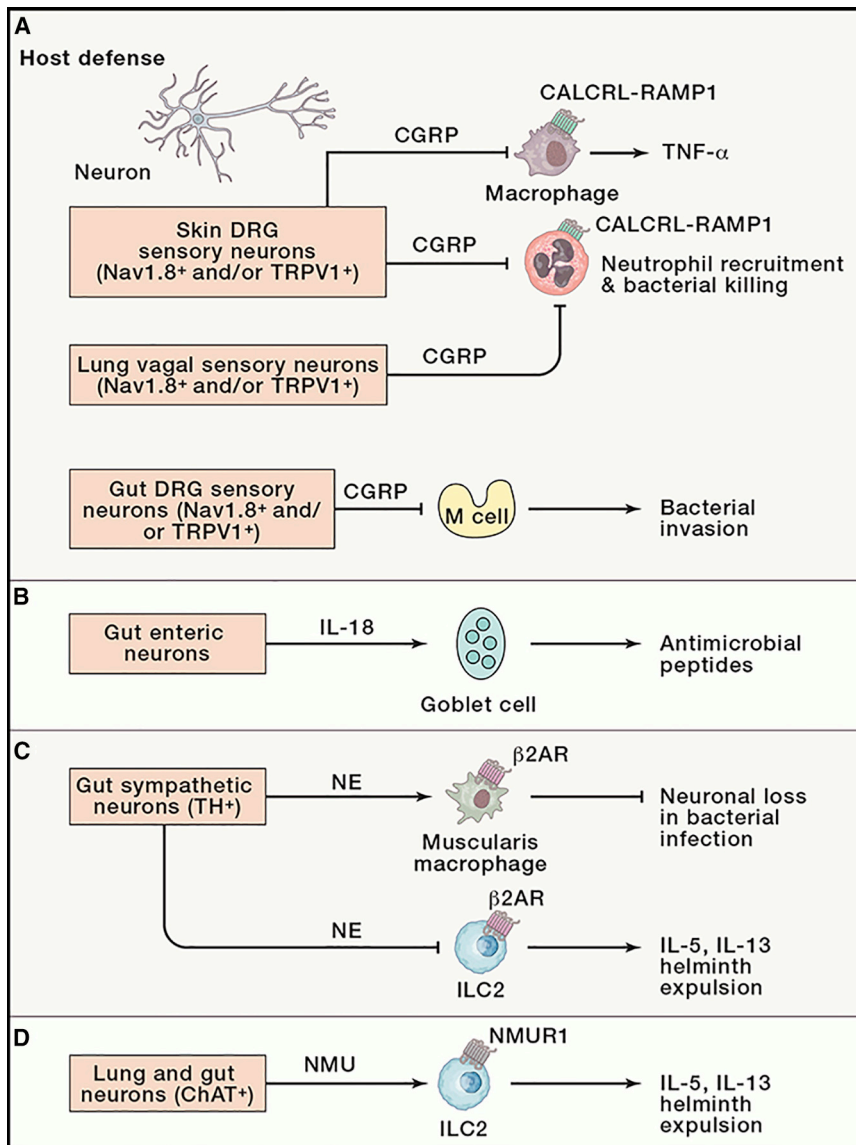 A
Host defense
Neuron
CGRP
CALCRL-RAMP1
Macrophage
TNF-α
Skin DRG
sensory neurons
(Nav1.8+ and/or TRPV1+)
CGRP
CALCRL-RAMP1
Neutrophil recruitment
& bacterial killing
Lung vagal sensory neurons
(Nav1.8+ and/or TRPV1+)
CGRP
Gut DRG sensory
neurons (Nav1.8+ and/
or TRPV1+)
CGRP
M cell
Bacterial
invasion
B
Gut enteric
neurons
IL-18
Goblet cell
Antimicrobial
peptides
C
Gut sympathetic
neurons (TH+)
NE
β2AR
Muscularis
macrophage
Neuronal loss
in bacterial
infection
NE
β2AR
ILC2
IL-5, IL-13
helminth
expulsion
D
Lung and gut
neurons (ChAT+)
NMU
NMUR1
ILC2
IL-5, IL-13
helminth
expulsion